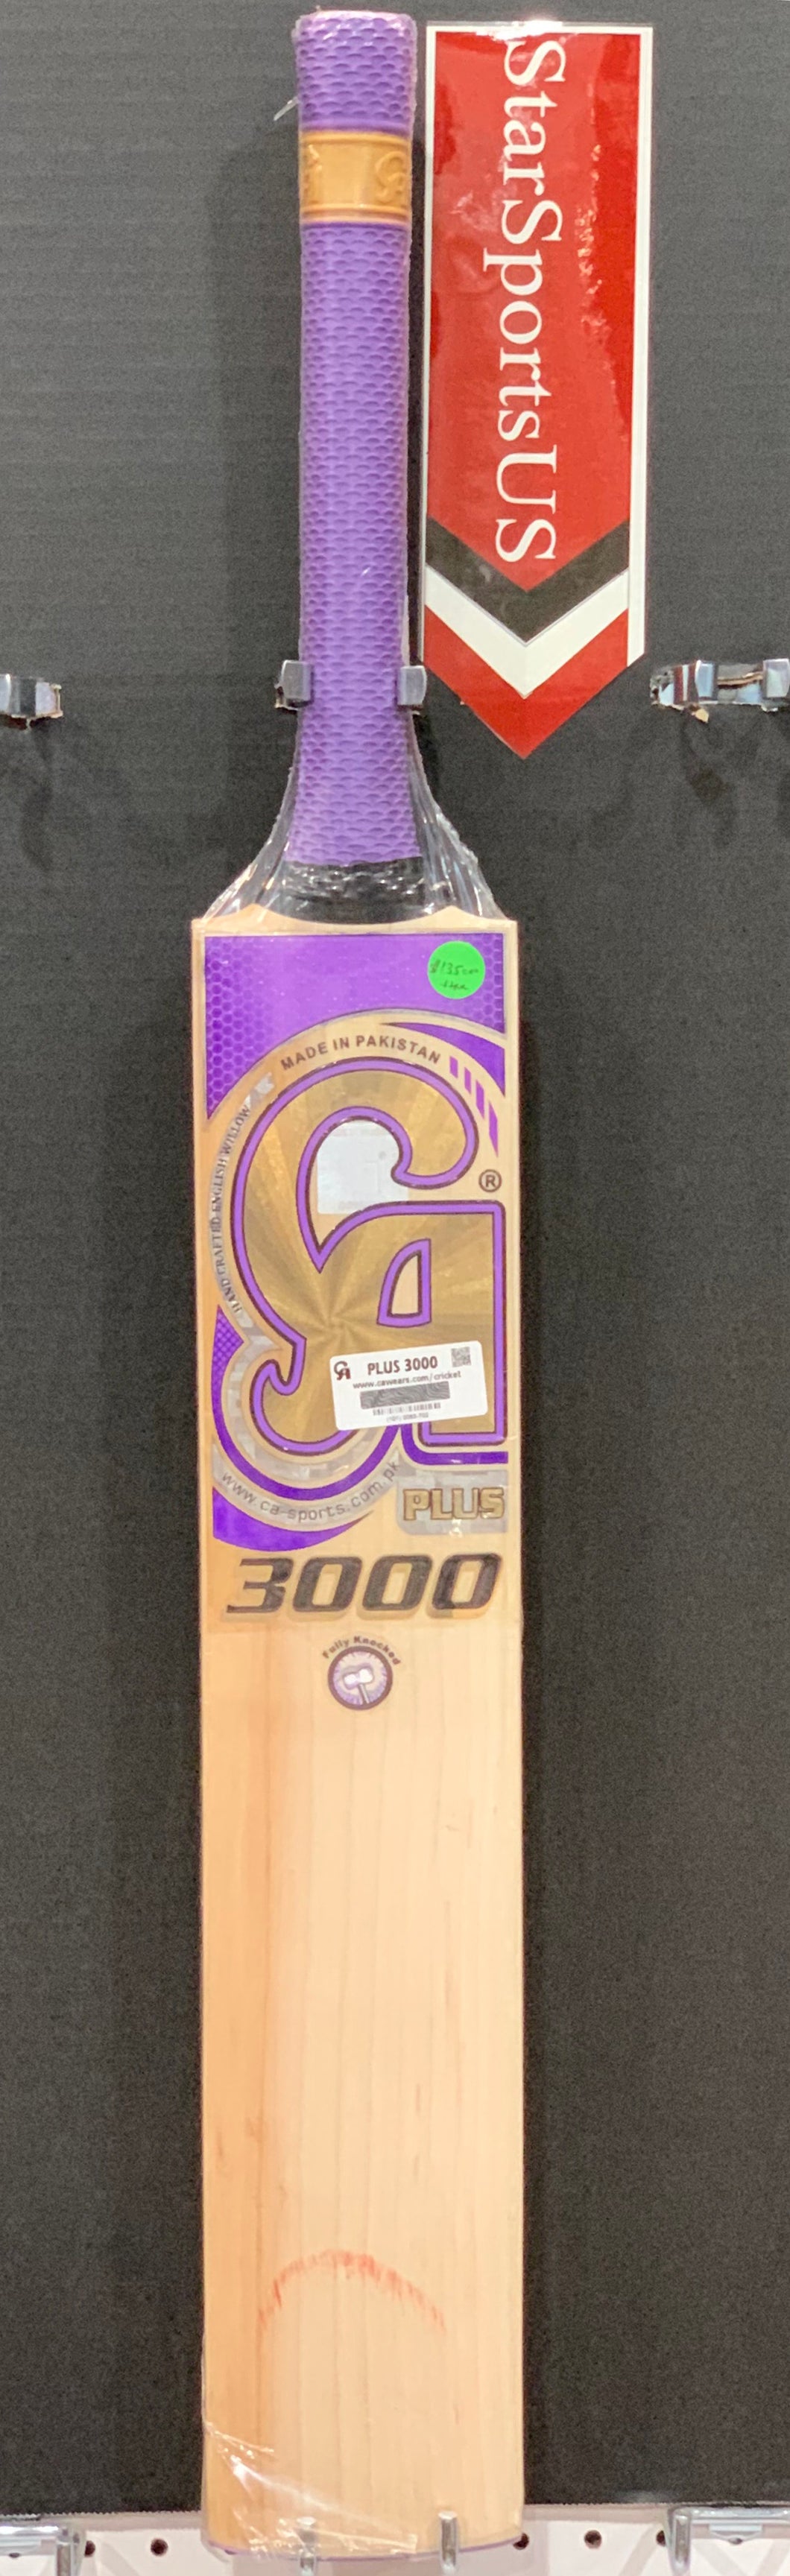 StarSportsUS
MADE IN PAKISTAN
HAND CRAFTED ENGLISH WILLOW
CA
®
CA PLUS 3000
www.cawears.com/cricket
www.ca-sports.com.pk
PLUS
3000
Fully Knocked